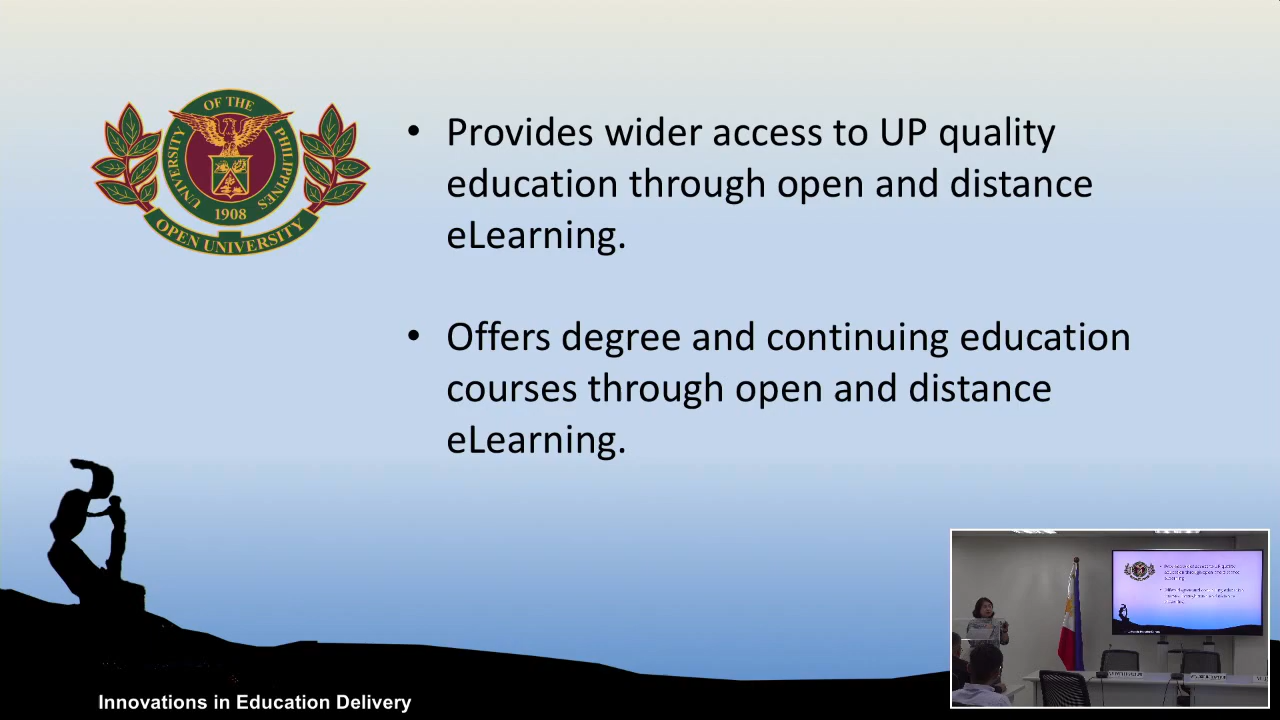 UNIVERSITY OF THE PHILIPPINES
1908
OPEN UNIVERSITY
• Provides wider access to UP quality
education through open and distance
eLearning.
• Offers degree and continuing education
courses through open and distance
eLearning.
Innovations in Education Delivery